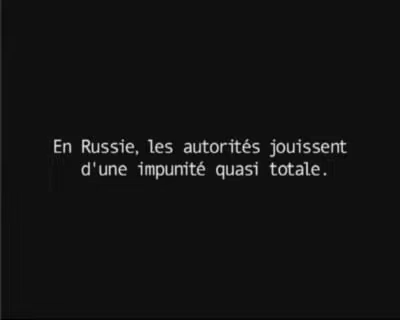 En Russie, les autorités jouissent
d'une impunité quasi totale.